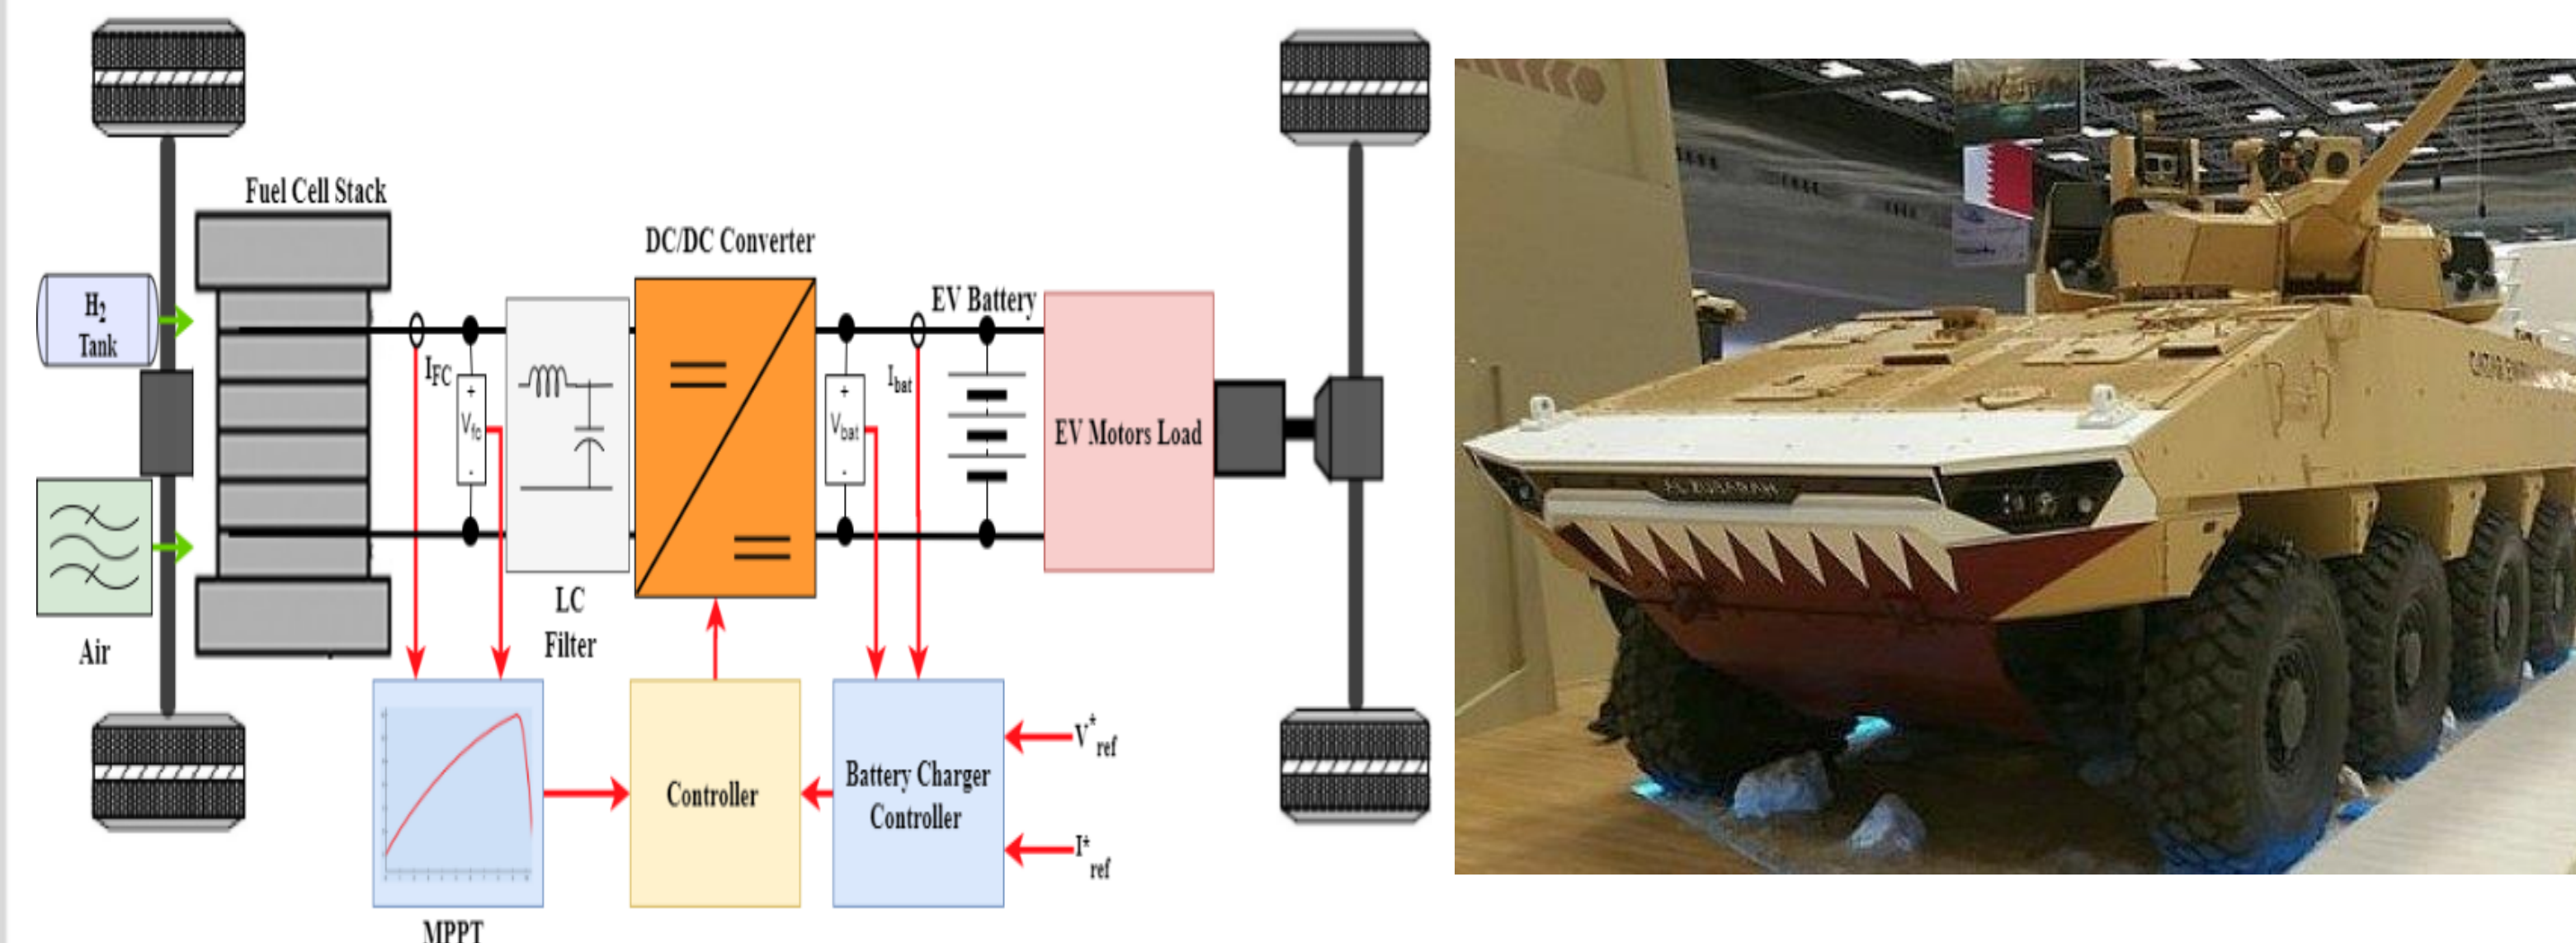 Fuel Cell Stack
DC/DC Converter
H2
Tank
EV Battery
IFC
+
Vfc
-
+
Vbat
-
Ibat
EV Motors Load
LC
Filter
Air
Controller
Battery Charger
Controller
V*ref
I*ref
MPPT